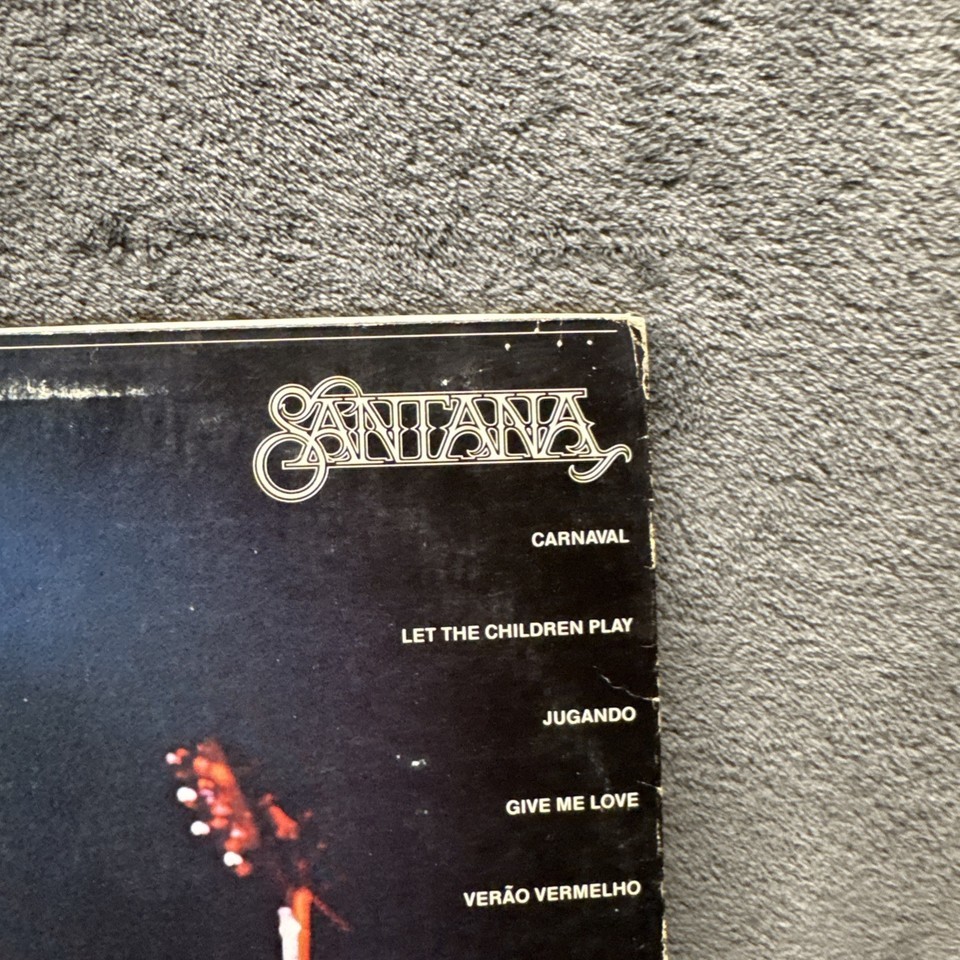 SANTANA
CARNAVAL
LET THE CHILDREN PLAY
JUGANDO
GIVE ME LOVE
VERÃO VERMELHO